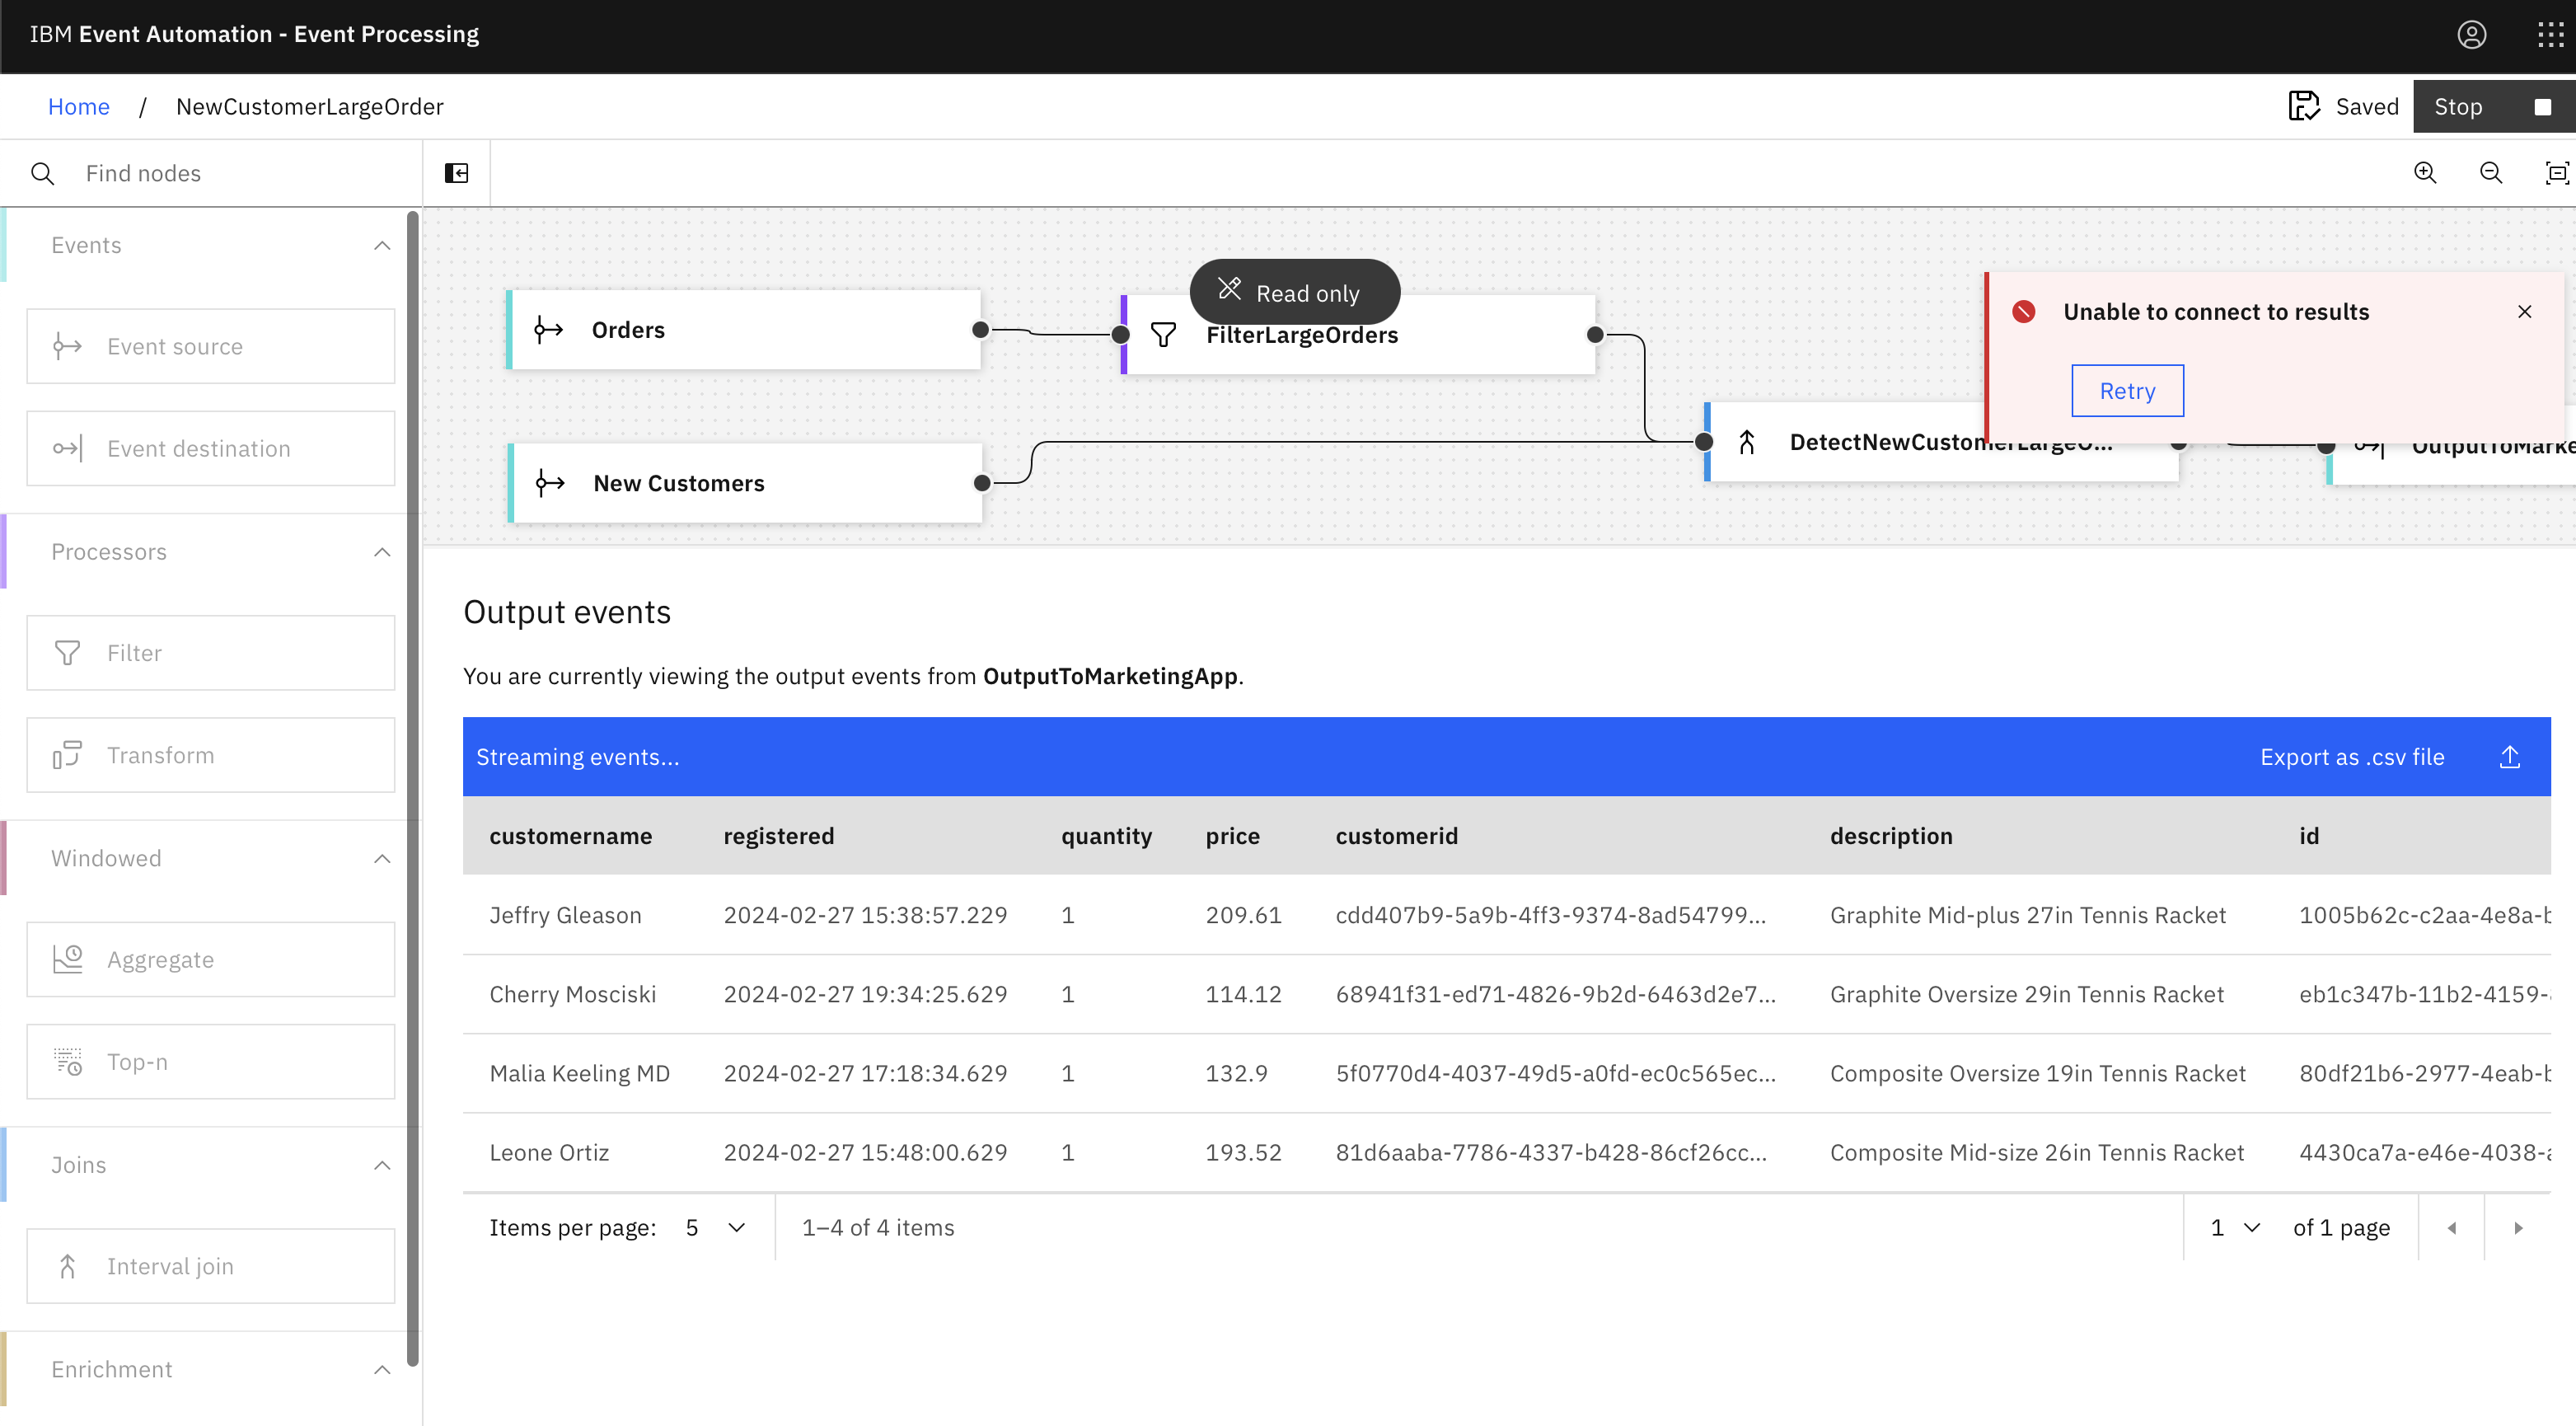 IBM Event Automation - Event Processing
Home / NewCustomerLargeOrder
Saved
Stop
Find nodes
Events
Event source
Event destination
Processors
Filter
Transform
Windowed
Aggregate
Top-n
Joins
Interval join
Enrichment
Read only
Orders
FilterLargeOrders
New Customers
DetectNewCustomerLargeO...
OutputToMarke
Unable to connect to results
Retry
Output events
You are currently viewing the output events from OutputToMarketingApp.
Streaming events...
Export as .csv file
customername registered quantity price customerid description id
Jeffry Gleason 2024-02-27 15:38:57.229 1 209.61 cdd407b9-5a9b-4ff3-9374-8ad54799... Graphite Mid-plus 27in Tennis Racket 1005b62c-c2aa-4e8a-b
Cherry Mosciski 2024-02-27 19:34:25.629 1 114.12 68941f31-ed71-4826-9b2d-6463d2e7... Graphite Oversize 29in Tennis Racket eb1c347b-11b2-4159-
Malia Keeling MD 2024-02-27 17:18:34.629 1 132.9 5f0770d4-4037-49d5-a0fd-ec0c565ec... Composite Oversize 19in Tennis Racket 80df21b6-2977-4eab-b
Leone Ortiz 2024-02-27 15:48:00.629 1 193.52 81d6aaba-7786-4337-b428-86cf26cc... Composite Mid-size 26in Tennis Racket 4430ca7a-e46e-4038-a
Items per page: 5
1–4 of 4 items
1 of 1 page